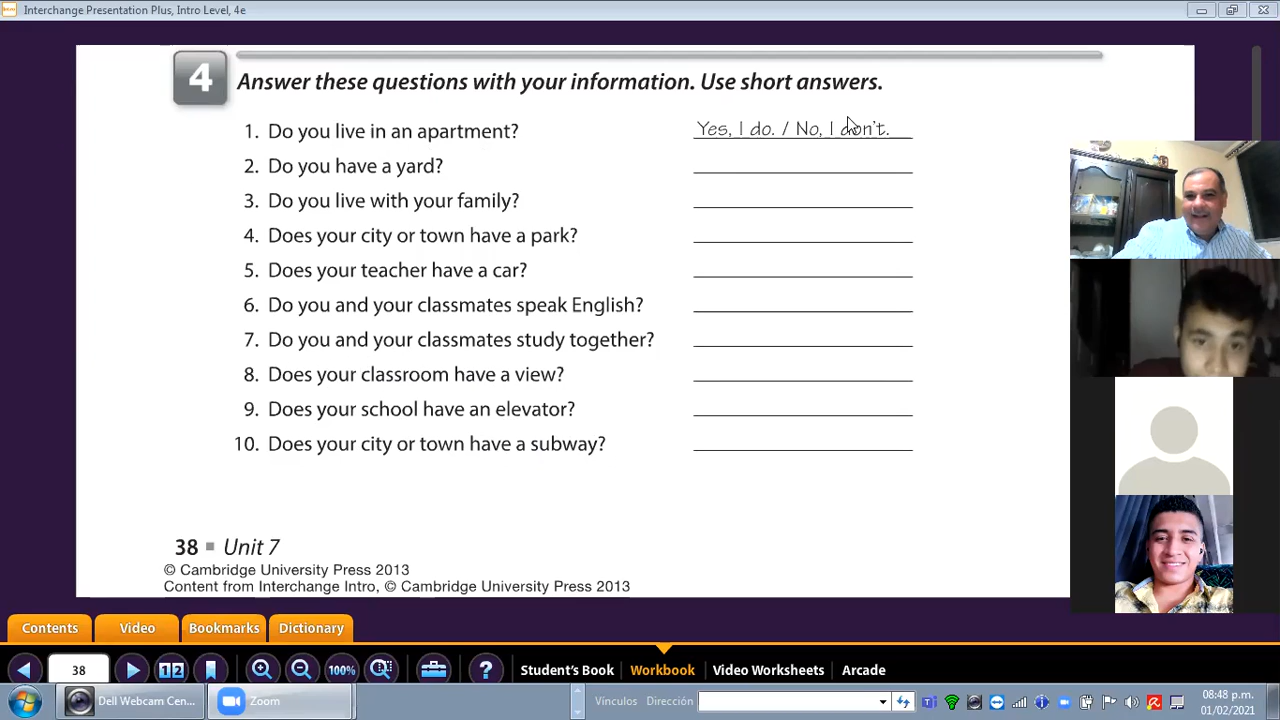 Interchange Presentation Plus, Intro Level, 4e
4 Answer these questions with your information. Use short answers.
1. Do you live in an apartment? Yes, I do. / No, I don't.
2. Do you have a yard?
3. Do you live with your family?
4. Does your city or town have a park?
5. Does your teacher have a car?
6. Do you and your classmates speak English?
7. Do you and your classmates study together?
8. Does your classroom have a view?
9. Does your school have an elevator?
10. Does your city or town have a subway?
38 ■ Unit 7
© Cambridge University Press 2013
Content from Interchange Intro, © Cambridge University Press 2013
Contents Video Bookmarks Dictionary
38 12 100% ? Student's Book Workbook Video Worksheets Arcade
Dell Webcam Cen... Zoom Vínculos Dirección 08:48 p.m.
01/02/2021